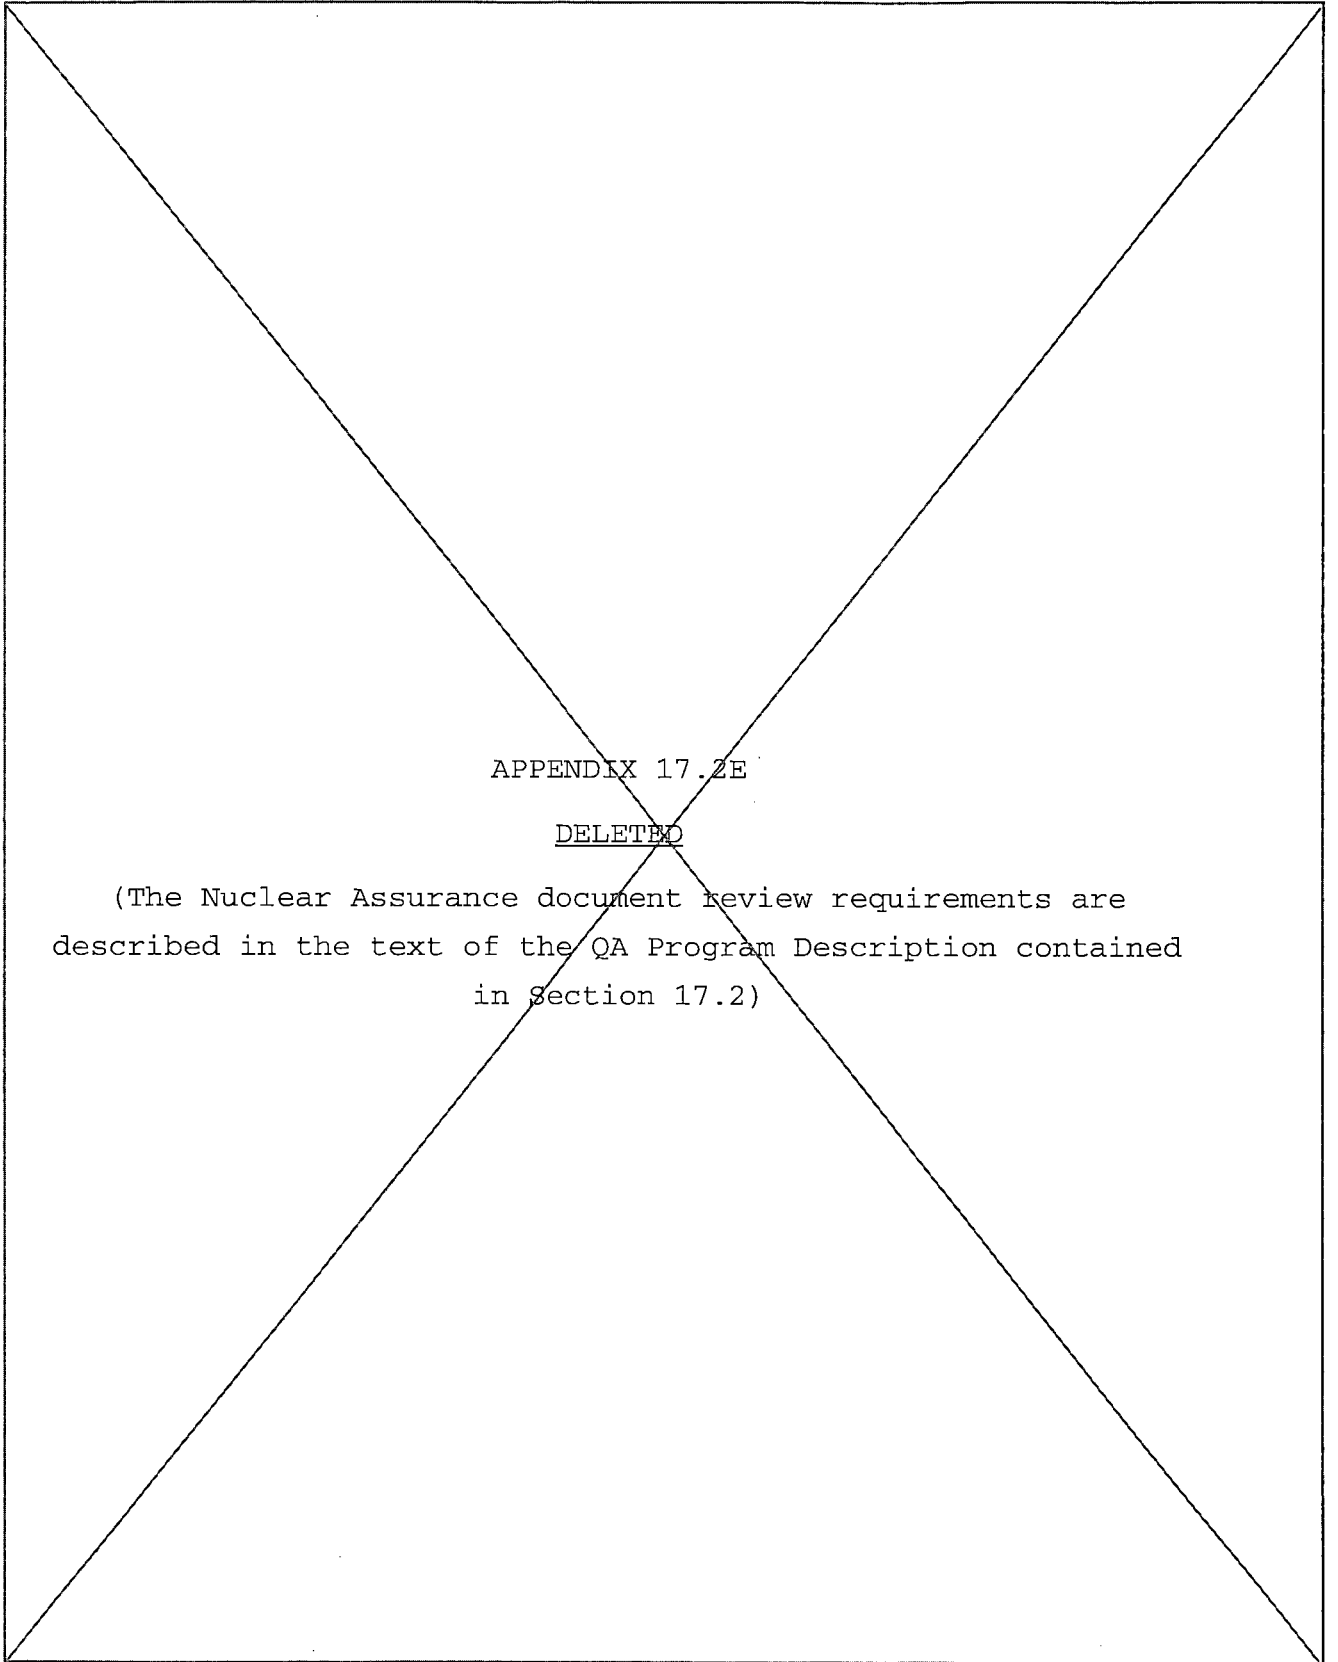 APPENDIX 17.2E
DELETED
(The Nuclear Assurance document review requirements are
described in the text of the QA Program Description contained
in Section 17.2)